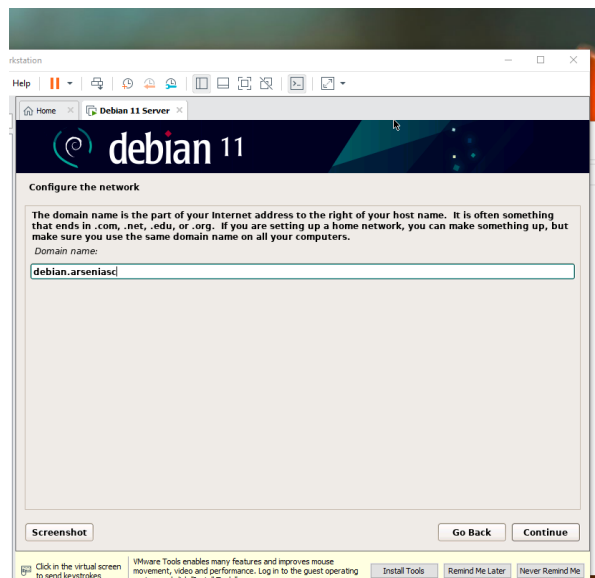 rkstation
Help
Home
Debian 11 Server
debian 11
Configure the network
The domain name is the part of your Internet address to the right of your host name. It is often something
that ends in .com, .net, .edu, or .org. If you are setting up a home network, you can make something up, but
make sure you use the same domain name on all your computers.
Domain name:
debian.arseniasc
Screenshot
Go Back
Continue
Click in the virtual screen
to send keystrokes
VMware Tools enables many features and improves mouse
movement, video and performance. Log in to the guest operating
Install Tools
Remind Me Later
Never Remind Me